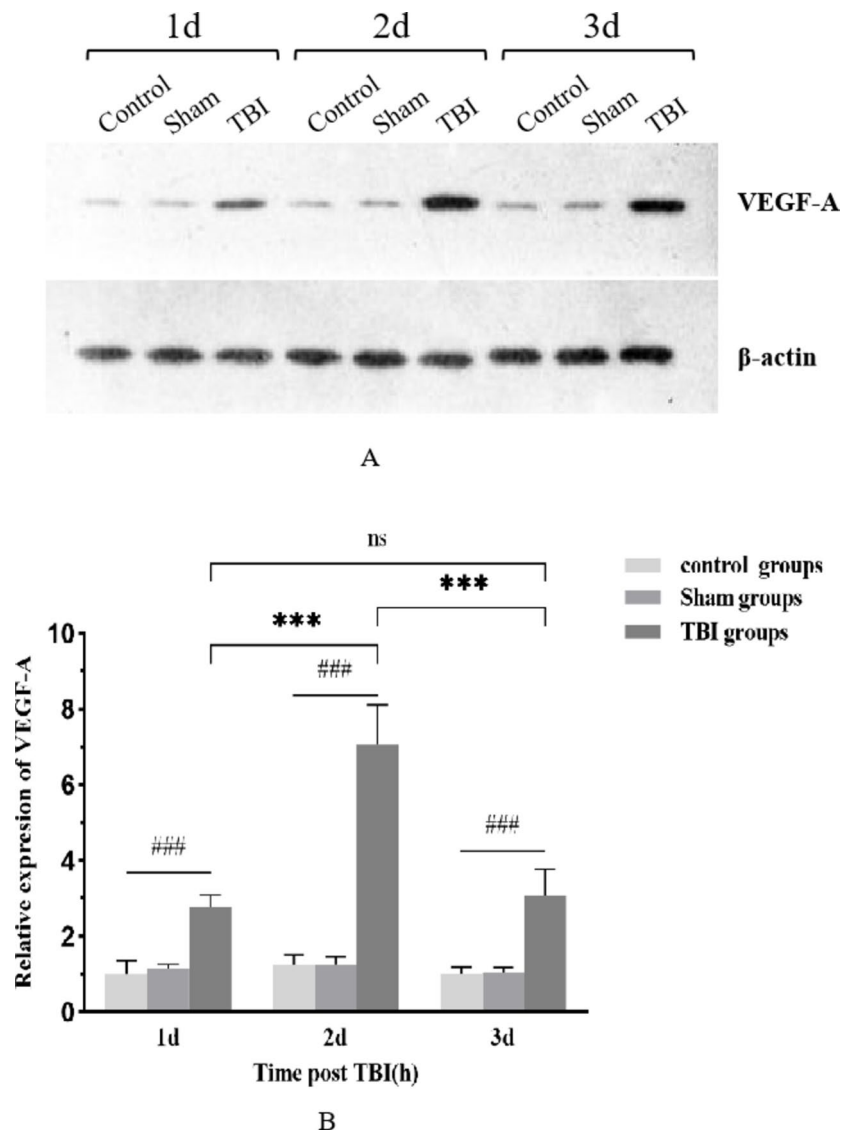 1d 2d 3d
Control Sham TBI Control Sham TBI Control Sham TBI
VEGF-A
β-actin
A
ns
***
***
###
###
###
control groups
Sham groups
TBI groups
Relative expresion of VEGF-A
10
8
6
4
2
0
1d 2d 3d
Time post TBI(h)
B